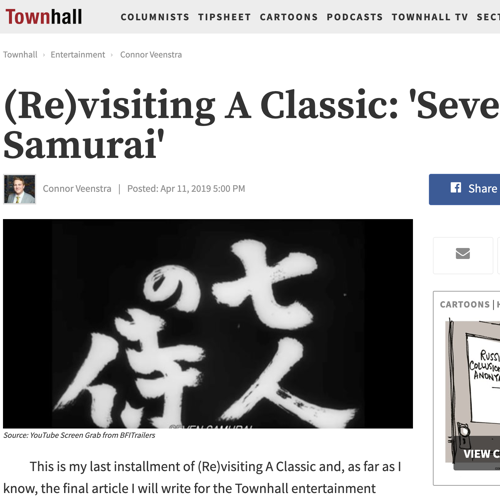 Townhall
COLUMNISTS TIPSHEET CARTOONS PODCASTS TOWNHALL TV
Townhall › Entertainment › Connor Veenstra
(Re)visiting A Classic: 'Seve
Samurai'
Connor Veenstra | Posted: Apr 11, 2019 5:00 PM
Share
七人
の侍
SEVEN SAMURAI
Source: YouTube Screen Grab from BFITrailers
CARTOONS |
RUSSI
COLLUSION
ANONY
VIEW C
This is my last installment of (Re)visiting A Classic and, as far as I
know, the final article I will write for the Townhall entertainment